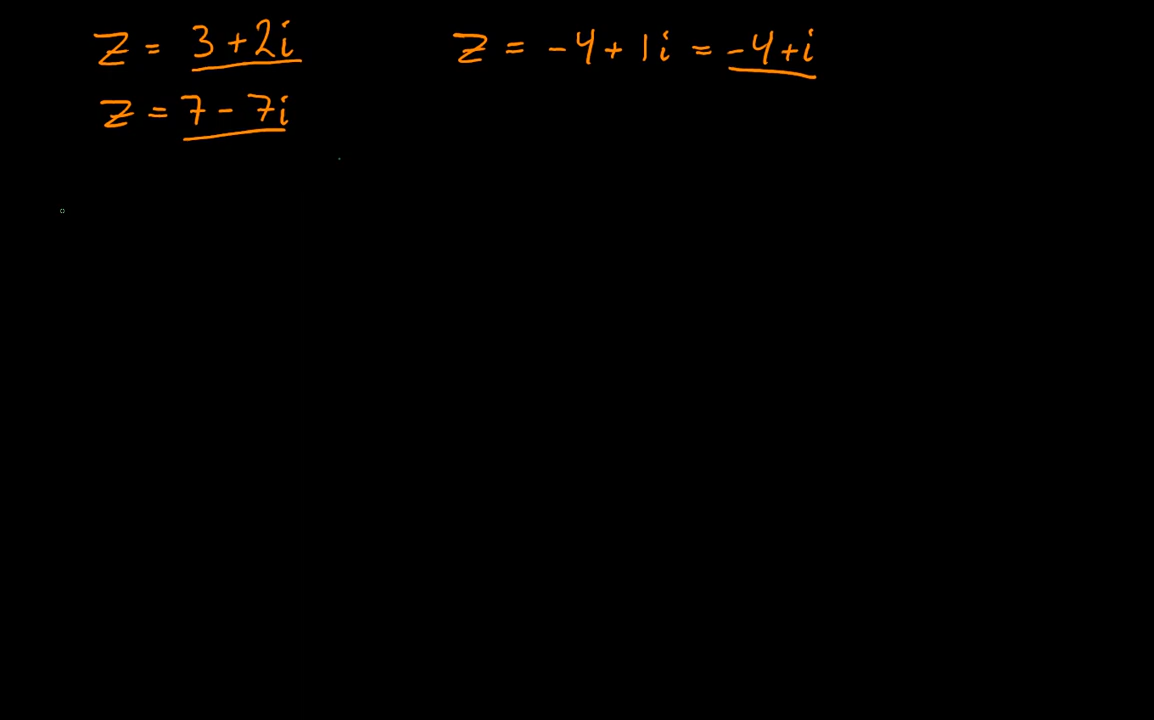 z = 3 + 2i
z = -4 + 1i = -4 + i
z = 7 - 7i